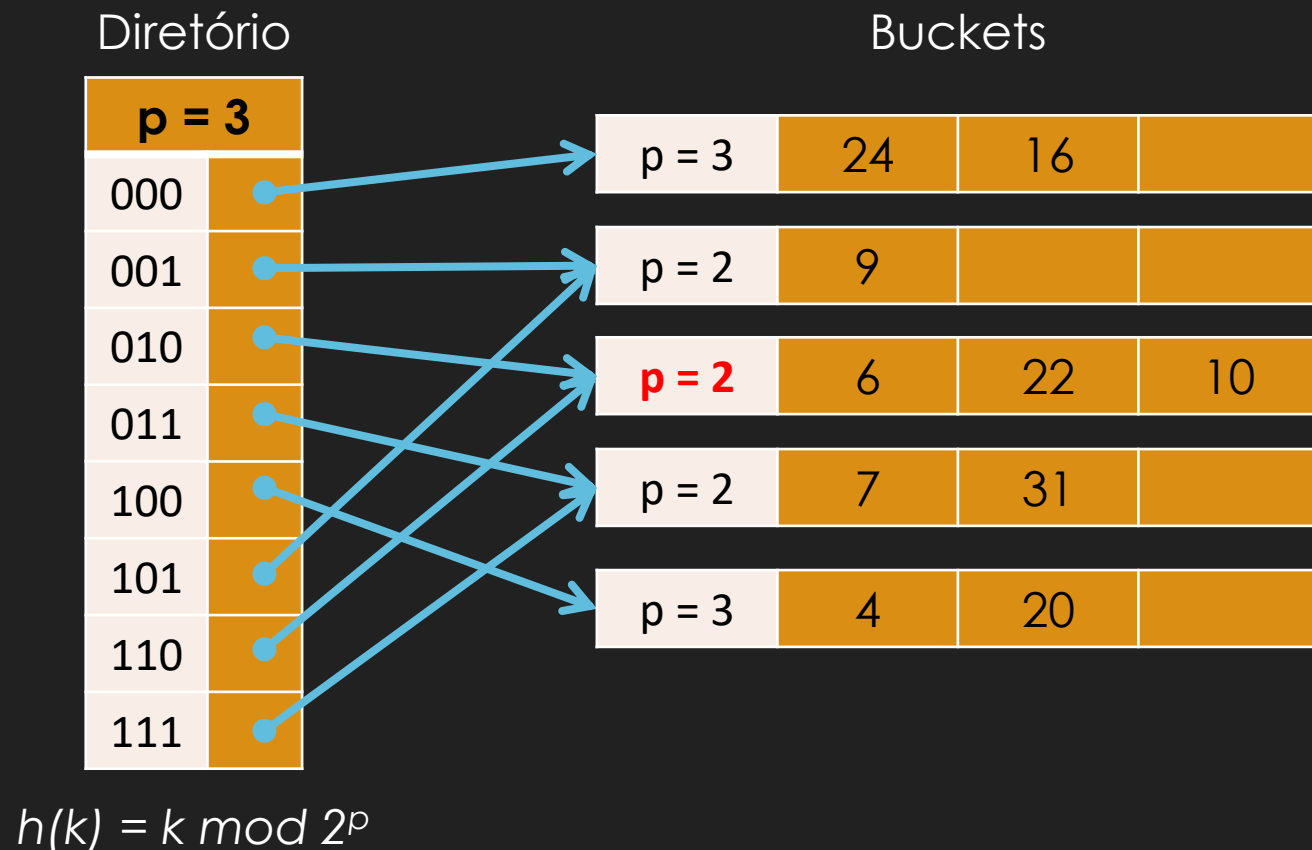 Diretório
Buckets
p = 3
000
001
010
011
100
101
110
111
p = 3 24 16
p = 2 9
p = 2 6 22 10
p = 2 7 31
p = 3 4 20
h(k) = k mod 2ᵖ